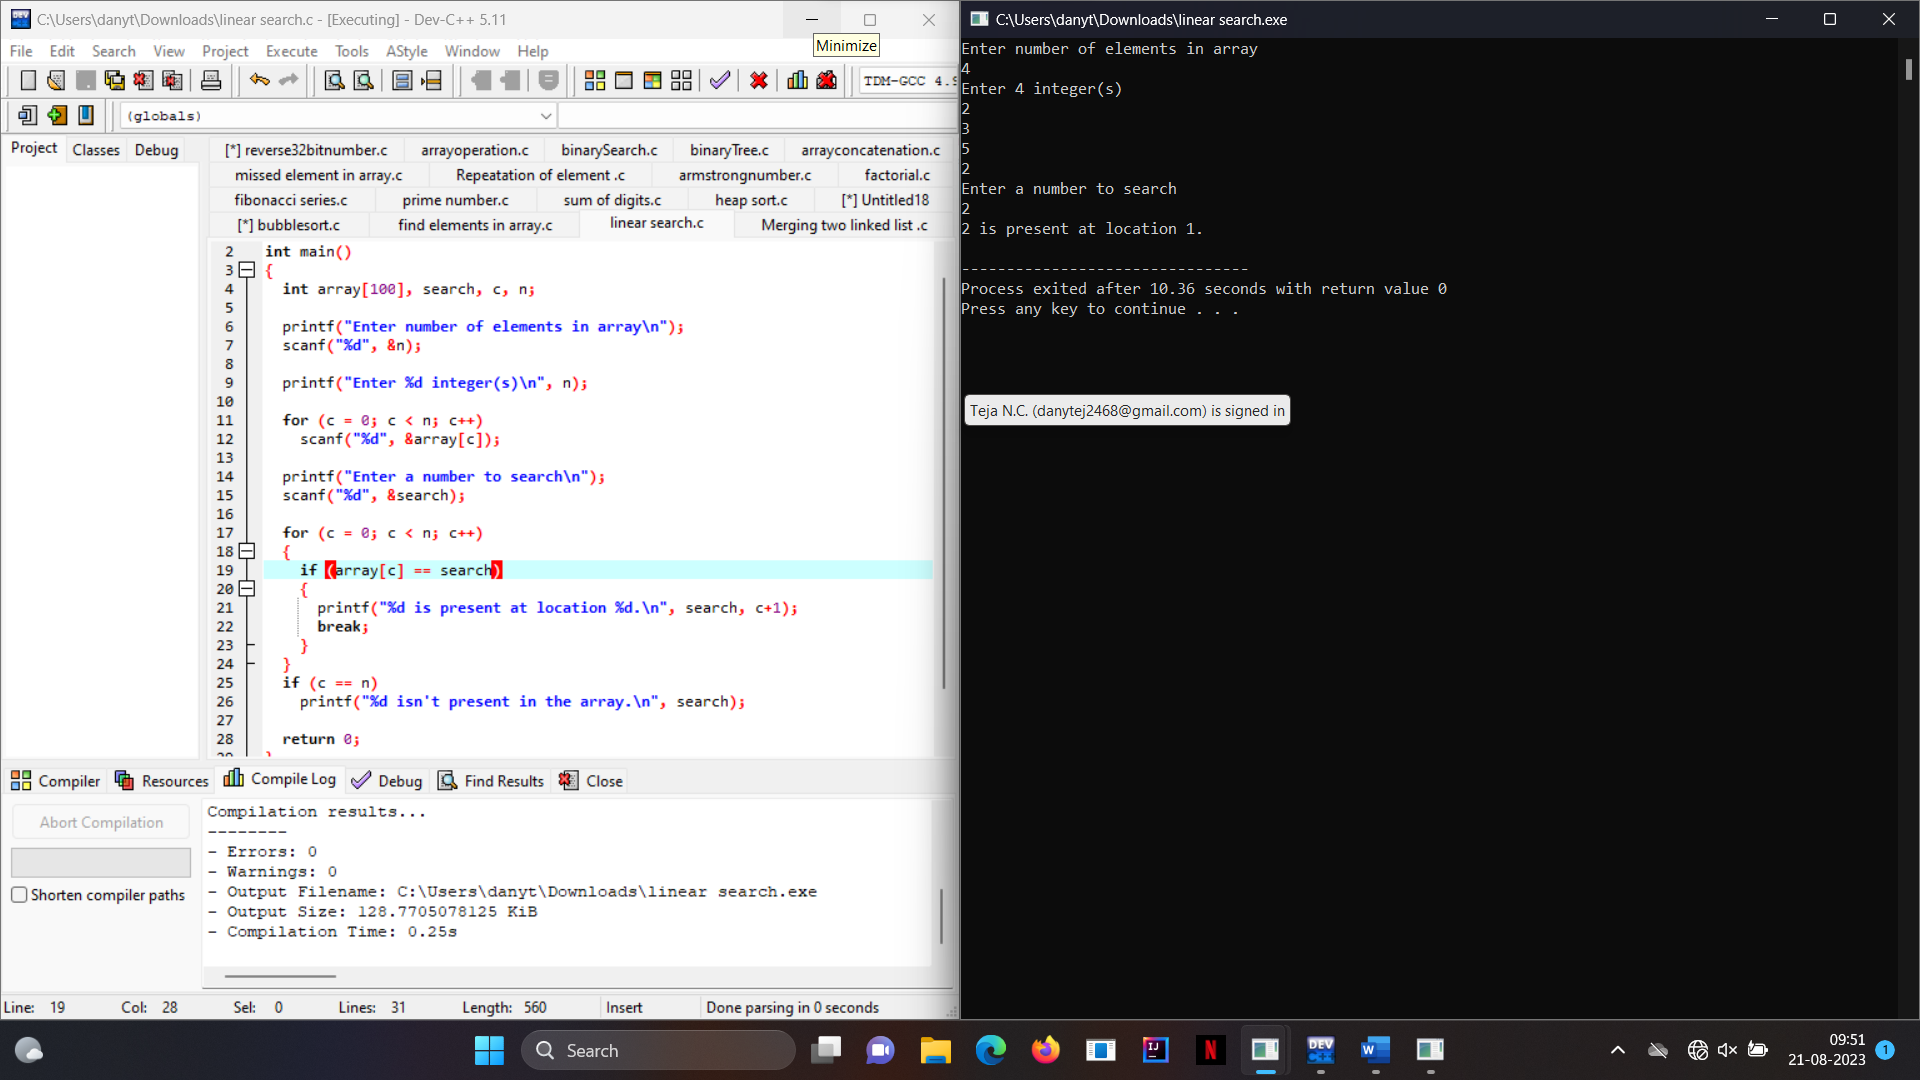 C:\Users\danyt\Downloads\linear search.c - [Executing] - Dev-C++ 5.11
Minimize
File Edit Search View Project Execute Tools AStyle Window Help
TDM-GCC 4.9
(globals)
Project Classes Debug
[*] reverse32bitnumber.c arrayoperation.c binarySearch.c binaryTree.c arrayconcatenation.c
missed element in array.c Repeatation of element .c armstrongnumber.c factorial.c
fibonacci series.c prime number.c sum of digits.c heap sort.c [*] Untitled18
[*] bubblesort.c find elements in array.c linear search.c Merging two linked list .c
2 int main()
3 {
4 int array[100], search, c, n;
5
6 printf("Enter number of elements in array\n");
7 scanf("%d", &n);
8
9 printf("Enter %d integer(s)\n", n);
10
11 for (c = 0; c < n; c++)
12 scanf("%d", &array[c]);
13
14 printf("Enter a number to search\n");
15 scanf("%d", &search);
16
17 for (c = 0; c < n; c++)
18 {
19 if (array[c] == search)
20 {
21 printf("%d is present at location %d.\n", search, c+1);
22 break;
23 }
24 }
25 if (c == n)
26 printf("%d isn't present in the array.\n", search);
27
28 return 0;
Compiler Resources Compile Log Debug Find Results Close
Abort Compilation
Shorten compiler paths
Compilation results...
--------
- Errors: 0
- Warnings: 0
- Output Filename: C:\Users\danyt\Downloads\linear search.exe
- Output Size: 128.7705078125 KiB
- Compilation Time: 0.25s
Line: 19 Col: 28 Sel: 0 Lines: 31 Length: 560 Insert Done parsing in 0 seconds
C:\Users\danyt\Downloads\linear search.exe
Enter number of elements in array
4
Enter 4 integer(s)
2
3
5
2
Enter a number to search
2
2 is present at location 1.
--------------------------------
Process exited after 10.36 seconds with return value 0
Press any key to continue . . .
Teja N.C. (danytej2468@gmail.com) is signed in
Search
09:51
21-08-2023
1